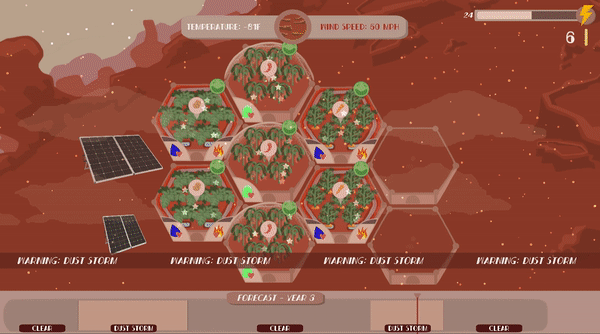 TEMPERATURE: -81F
WIND SPEED: 60 MPH
24
6
WARNING: DUST STORM WARNING: DUST STORM WARNING: DUST STORM WARNING: DUST STORM
FORECAST - YEAR 3
CLEAR DUST STORM CLEAR DUST STORM CLEAR